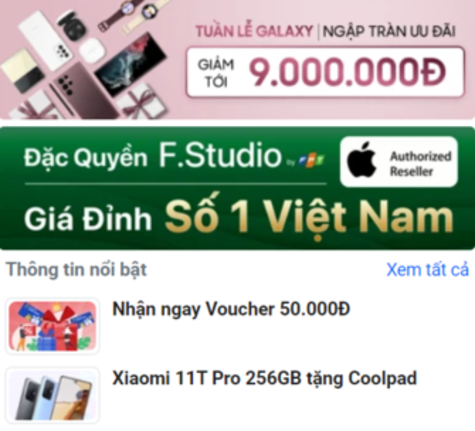 TUẦN LỄ GALAXY | NGẬP TRÀN ƯU ĐÃI
GIẢM TỚI 9.000.000Đ
Đặc Quyền F.Studio by FPT
Authorized Reseller
Giá Đỉnh Số 1 Việt Nam
Thông tin nổi bật Xem tất cả
Nhận ngay Voucher 50.000Đ
Xiaomi 11T Pro 256GB tặng Coolpad